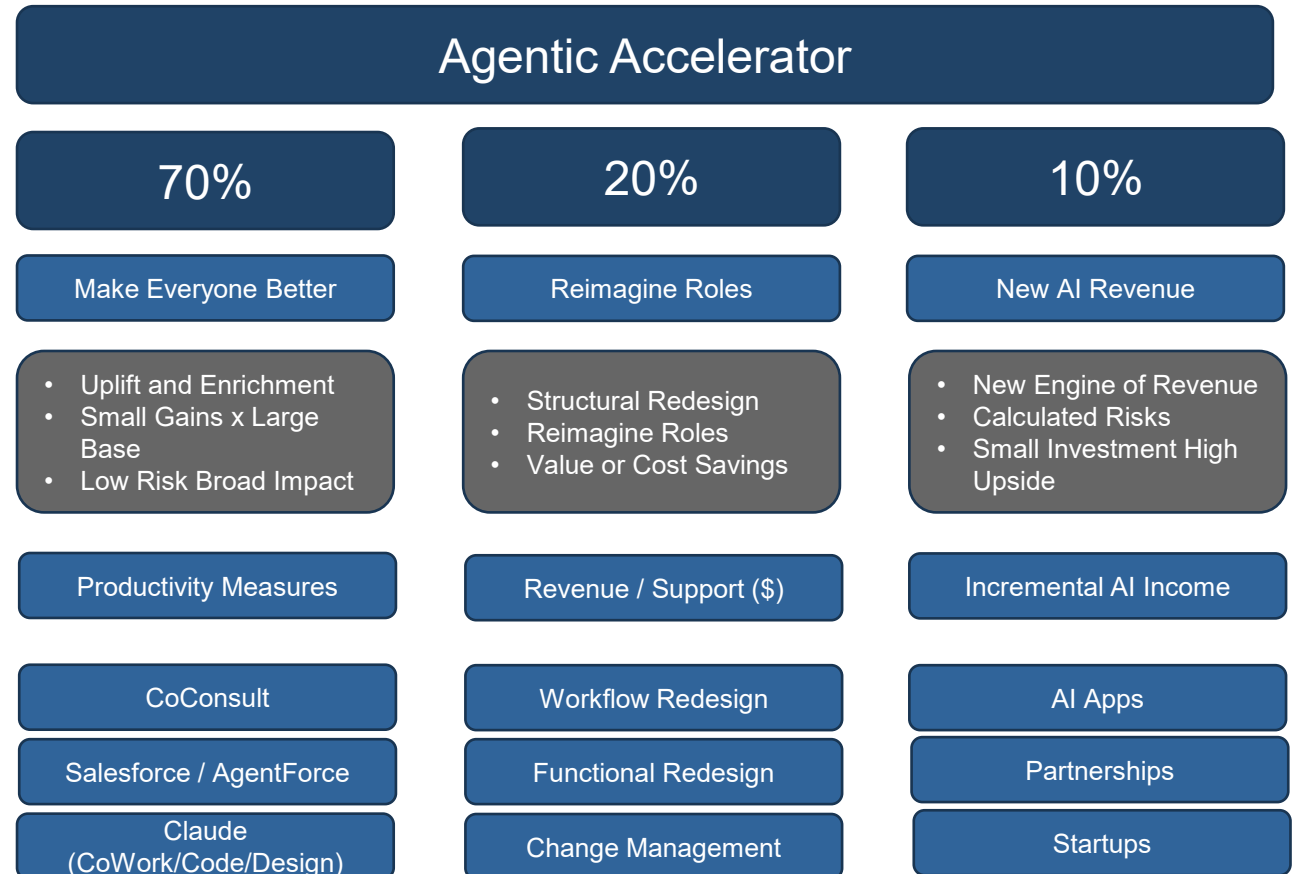 Agentic Accelerator
70%
20%
10%
Make Everyone Better
Reimagine Roles
New AI Revenue
• Uplift and Enrichment
• Small Gains x Large
Base
• Low Risk Broad Impact
• Structural Redesign
• Reimagine Roles
• Value or Cost Savings
• New Engine of Revenue
• Calculated Risks
• Small Investment High
Upside
Productivity Measures
Revenue / Support ($)
Incremental AI Income
CoConsult
Workflow Redesign
AI Apps
Salesforce / AgentForce
Functional Redesign
Partnerships
Claude
(CoWork/Code/Design)
Change Management
Startups